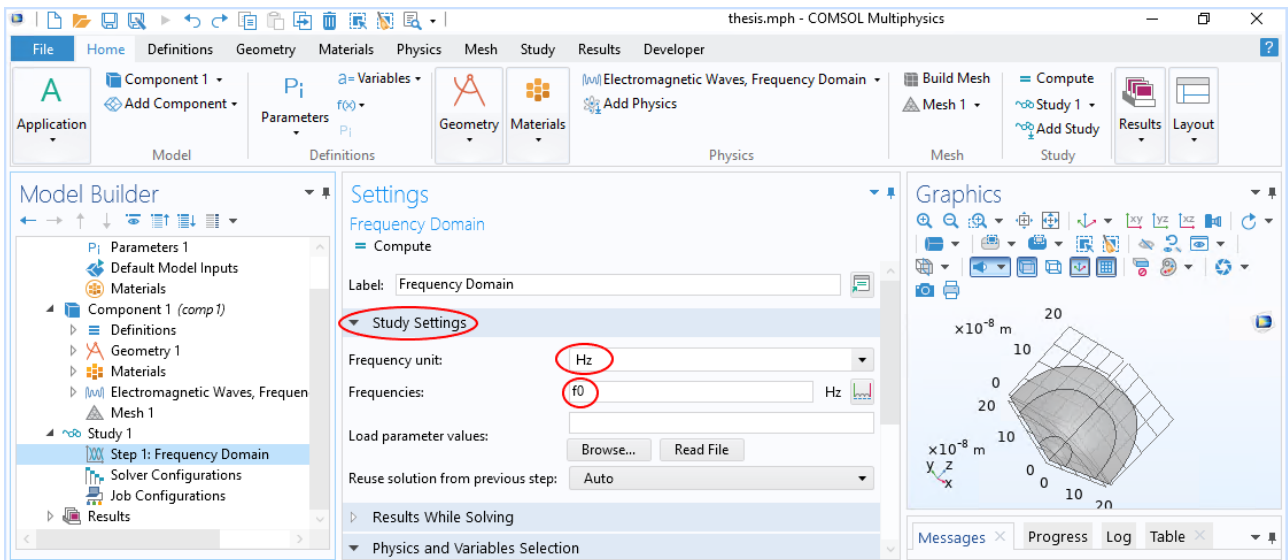 thesis.mph - COMSOL Multiphysics
File Home Definitions Geometry Materials Physics Mesh Study Results Developer ?
A Application
Component 1
Add Component
Model
Pi Parameters
a= Variables
f(x)
Pi
Definitions
Geometry
Materials
Electromagnetic Waves, Frequency Domain
Add Physics
Physics
Build Mesh
Mesh 1
Mesh
= Compute
Study 1
Add Study
Study
Results
Layout
Model Builder
Pi Parameters 1
Default Model Inputs
Materials
Component 1 (comp1)
Definitions
Geometry 1
Materials
Electromagnetic Waves, Frequen
Mesh 1
Study 1
Step 1: Frequency Domain
Solver Configurations
Job Configurations
Results
Settings
Frequency Domain
= Compute
Label: Frequency Domain
Study Settings
Frequency unit: Hz
Frequencies: f0 Hz
Load parameter values:
Browse... Read File
Reuse solution from previous step: Auto
Results While Solving
Physics and Variables Selection
Graphics
xy yz xz
×10⁻⁸ m
20
10
0
20
10
×10⁻⁸ m
0
y z
x
0
10
20
Messages Progress Log Table